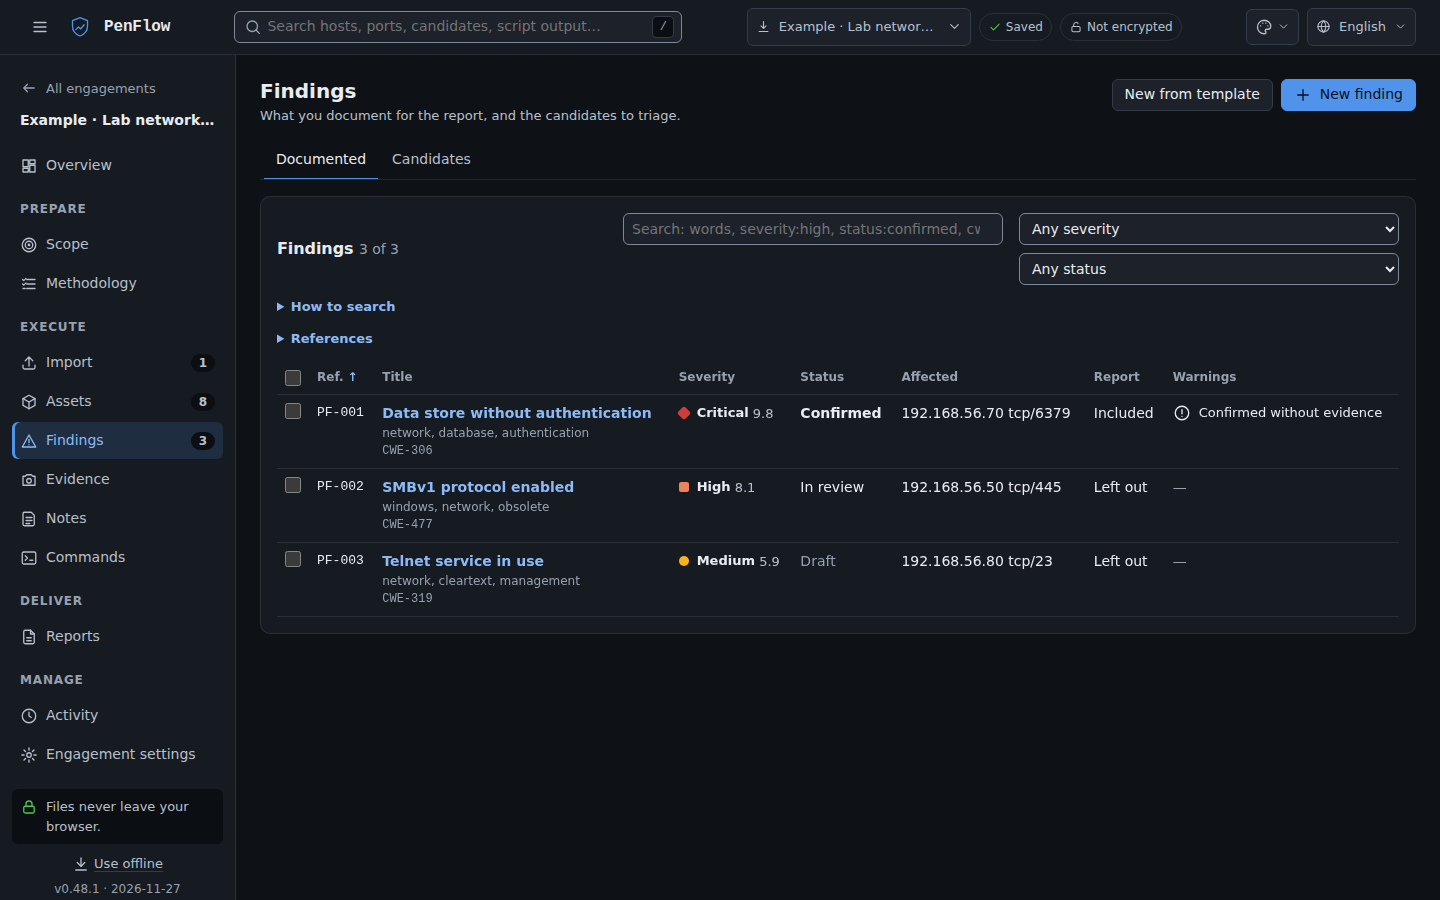 PenFlow
Search hosts, ports, candidates, script output…
/
Example · Lab networ…
Saved
Not encrypted
English
All engagements
Example · Lab network…
Overview
PREPARE
Scope
Methodology
EXECUTE
Import 1
Assets 8
Findings 3
Evidence
Notes
Commands
DELIVER
Reports
MANAGE
Activity
Engagement settings
Files never leave your
browser.
Use offline
v0.48.1 · 2026-11-27
Findings
What you document for the report, and the candidates to triage.
New from template
New finding
Documented
Candidates
Findings 3 of 3
Search: words, severity:high, status:confirmed, cv
Any severity
Any status
How to search
References
Ref. ↑ Title Severity Status Affected Report Warnings
PF-001 Data store without authentication Critical 9.8 Confirmed 192.168.56.70 tcp/6379 Included Confirmed without evidence
network, database, authentication
CWE-306
PF-002 SMBv1 protocol enabled High 8.1 In review 192.168.56.50 tcp/445 Left out —
windows, network, obsolete
CWE-477
PF-003 Telnet service in use Medium 5.9 Draft 192.168.56.80 tcp/23 Left out —
network, cleartext, management
CWE-319